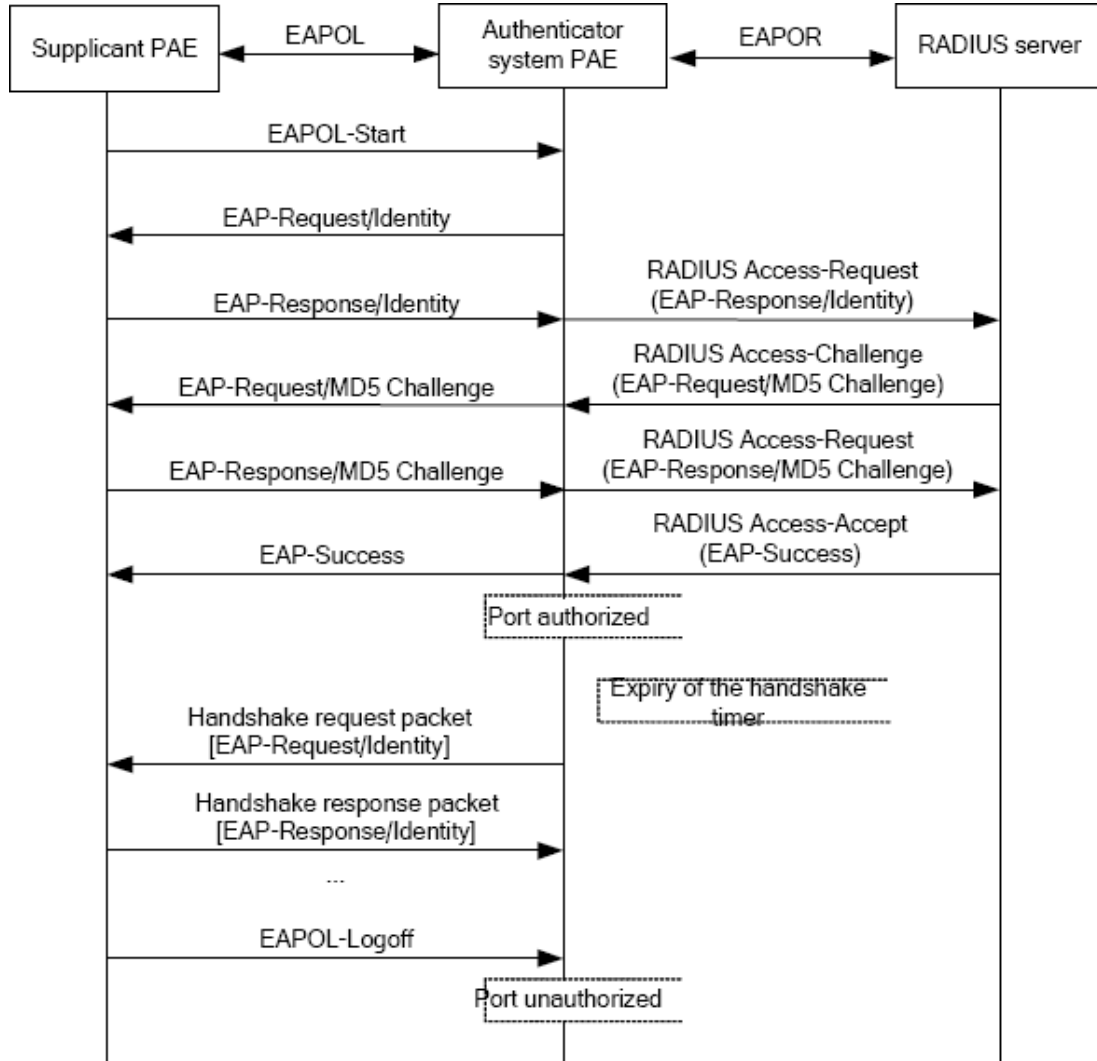 Supplicant PAE
EAPOL
Authenticator
system PAE
EAPOR
RADIUS server
EAPOL-Start
EAP-Request/Identity
EAP-Response/Identity
RADIUS Access-Request
(EAP-Response/Identity)
EAP-Request/MD5 Challenge
RADIUS Access-Challenge
(EAP-Request/MD5 Challenge)
EAP-Response/MD5 Challenge
RADIUS Access-Request
(EAP-Response/MD5 Challenge)
EAP-Success
RADIUS Access-Accept
(EAP-Success)
Port authorized
Expiry of the handshake
timer
Handshake request packet
[EAP-Request/Identity]
Handshake response packet
[EAP-Response/Identity]
...
EAPOL-Logoff
Port unauthorized